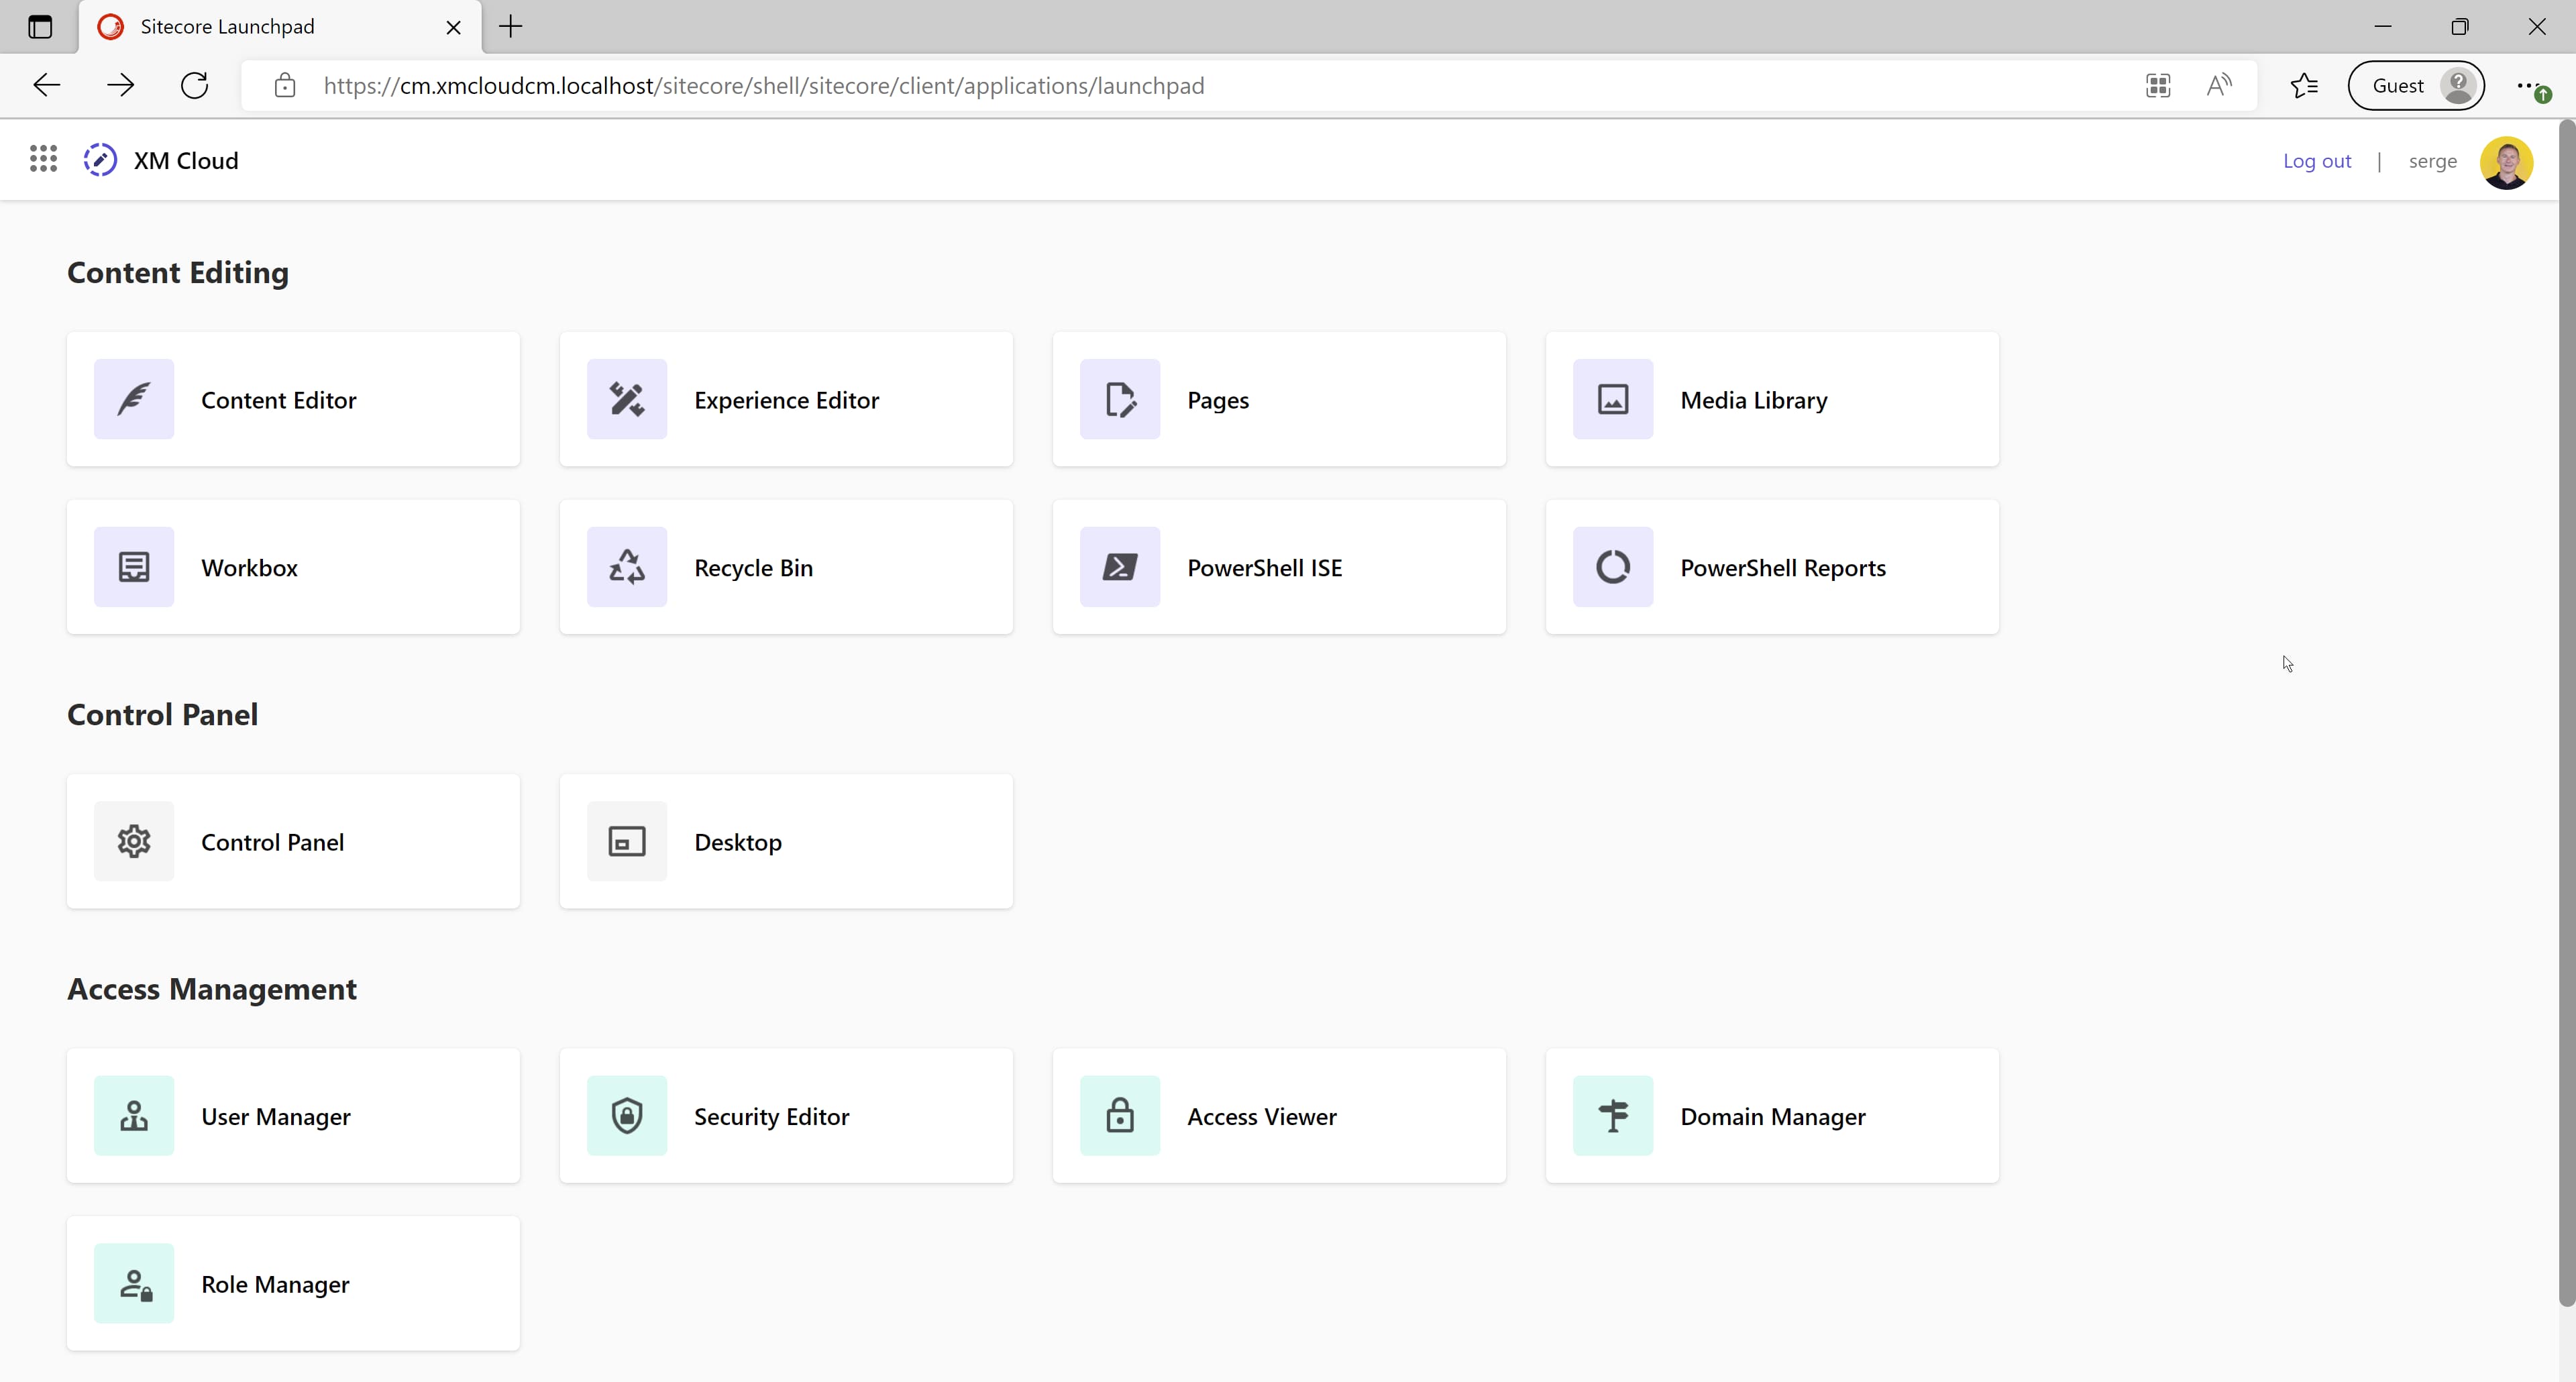 Sitecore Launchpad
https://cm.xmcloudcm.localhost/sitecore/shell/sitecore/client/applications/launchpad
Guest
XM Cloud
Log out | serge
Content Editing
Content Editor
Experience Editor
Pages
Media Library
Workbox
Recycle Bin
PowerShell ISE
PowerShell Reports
Control Panel
Control Panel
Desktop
Access Management
User Manager
Security Editor
Access Viewer
Domain Manager
Role Manager